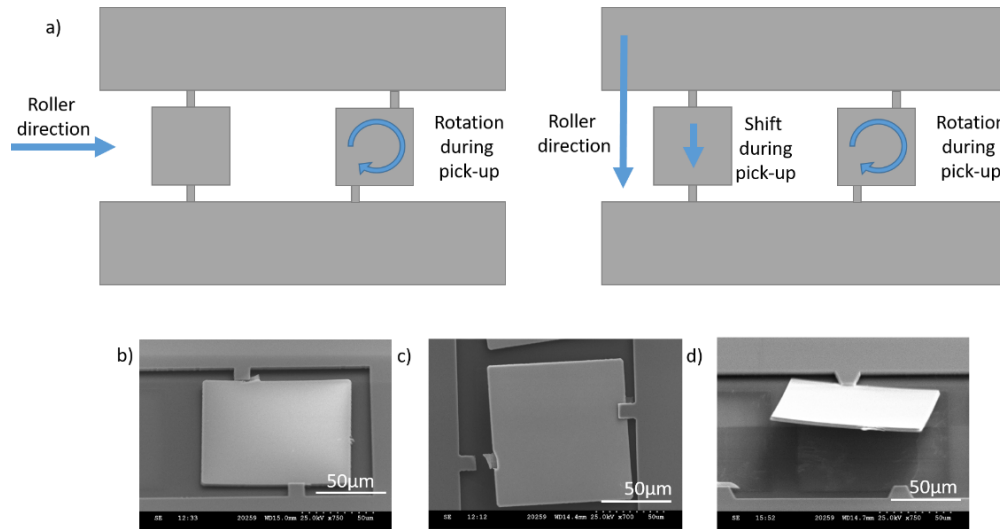 a)
Roller
direction
Rotation
during
pick-up
Roller
direction
Shift
during
pick-up
Rotation
during
pick-up
b)
50µm
SE 12:33 20259 WD15.0mm 25.0kV x750 50um
c)
50µm
SE 12:12 20259 WD14.4mm 25.0kV x700 50um
d)
50µm
SE 15:52 20259 WD14.7mm 25.0kV x750 50um